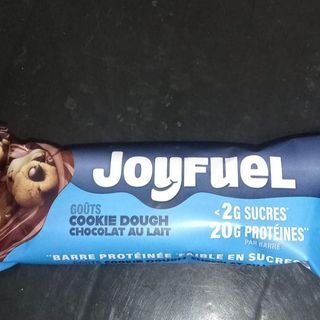 JOYFUEL
GOÛTS
COOKIE DOUGH
CHOCOLAT AU LAIT
<2G SUCRES*
20G PROTÉINES**
PAR BARRE
"BARRE PROTÉINÉE FAIBLE EN SUCRES